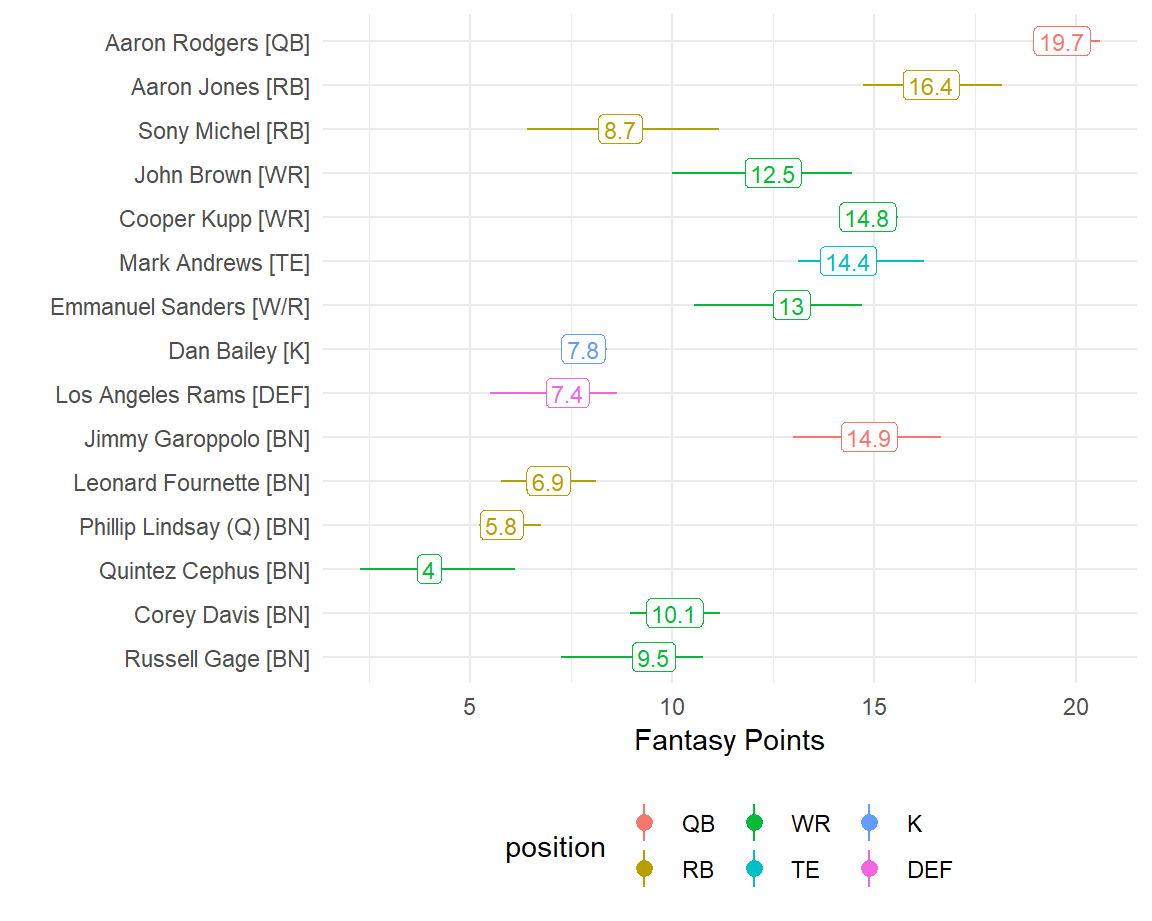 Aaron Rodgers [QB] 19.7
Aaron Jones [RB] 16.4
Sony Michel [RB] 8.7
John Brown [WR] 12.5
Cooper Kupp [WR] 14.8
Mark Andrews [TE] 14.4
Emmanuel Sanders [W/R] 13
Dan Bailey [K] 7.8
Los Angeles Rams [DEF] 7.4
Jimmy Garoppolo [BN] 14.9
Leonard Fournette [BN] 6.9
Phillip Lindsay (Q) [BN] 5.8
Quintez Cephus [BN] 4
Corey Davis [BN] 10.1
Russell Gage [BN] 9.5
5 10 15 20
Fantasy Points
position
QB WR K
RB TE DEF